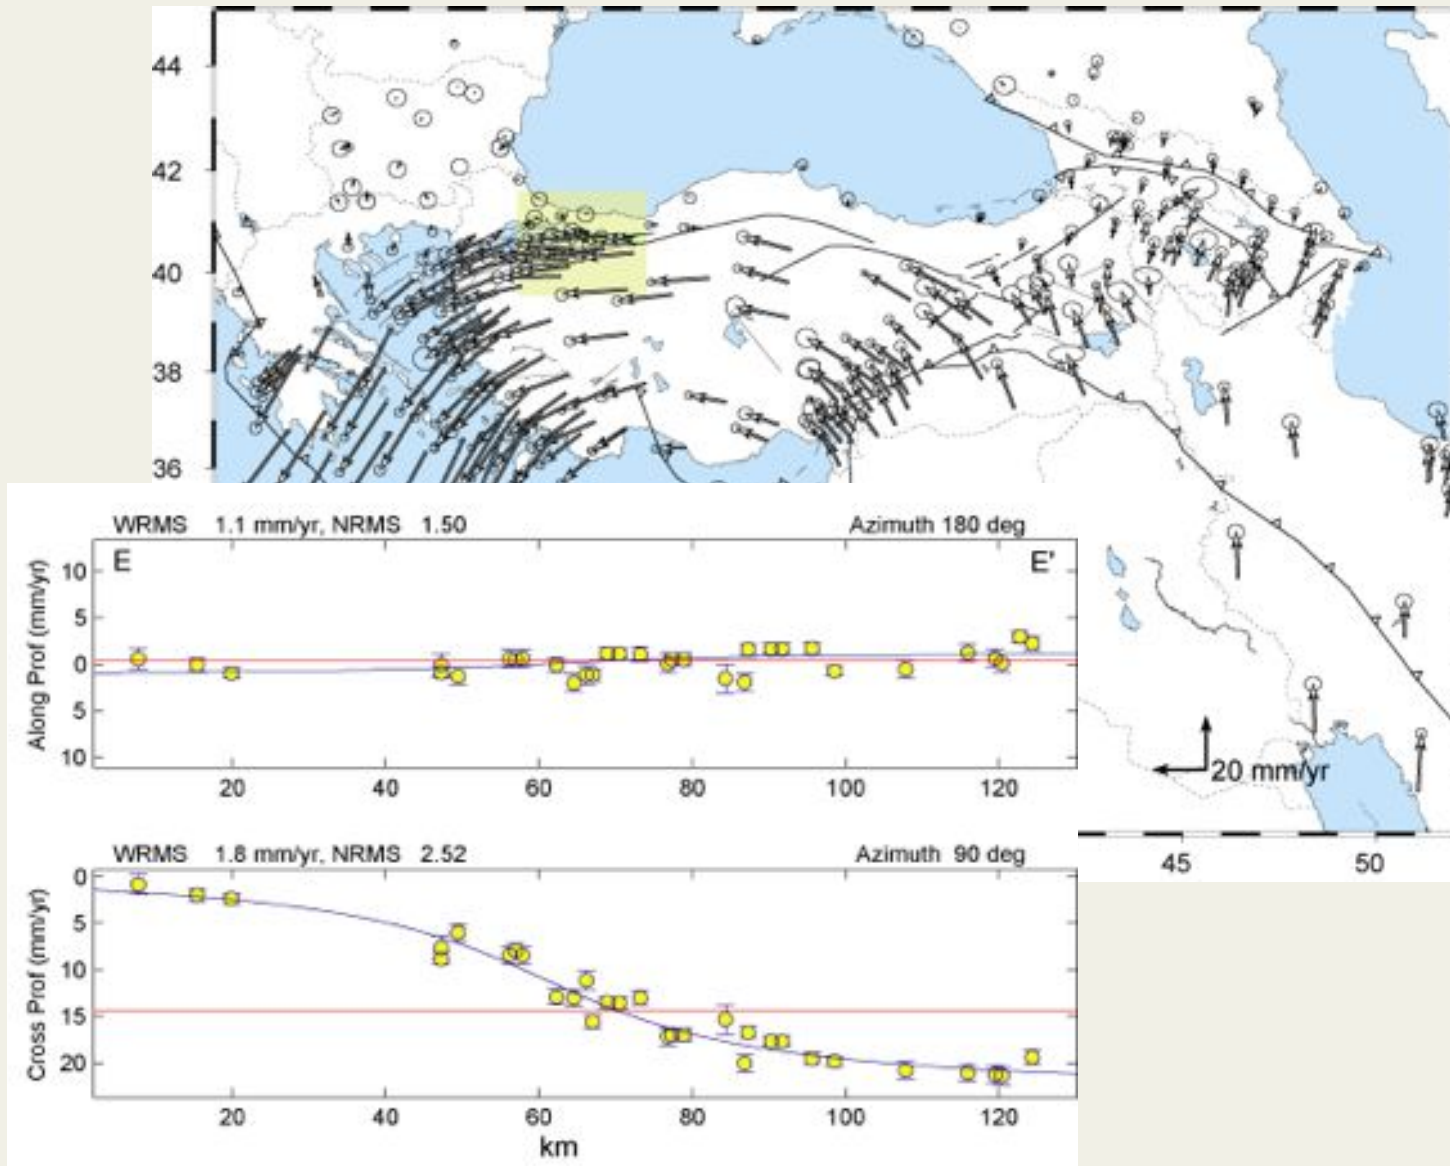 44
42
40
38
36
20 mm/yr
45 50
WRMS 1.1 mm/yr, NRMS 1.50 Azimuth 180 deg
E E'
Along Prof (mm/yr)
10
5
0
5
10
20 40 60 80 100 120
WRMS 1.8 mm/yr, NRMS 2.52 Azimuth 90 deg
Cross Prof (mm/yr)
0
5
10
15
20
20 40 60 80 100 120
km